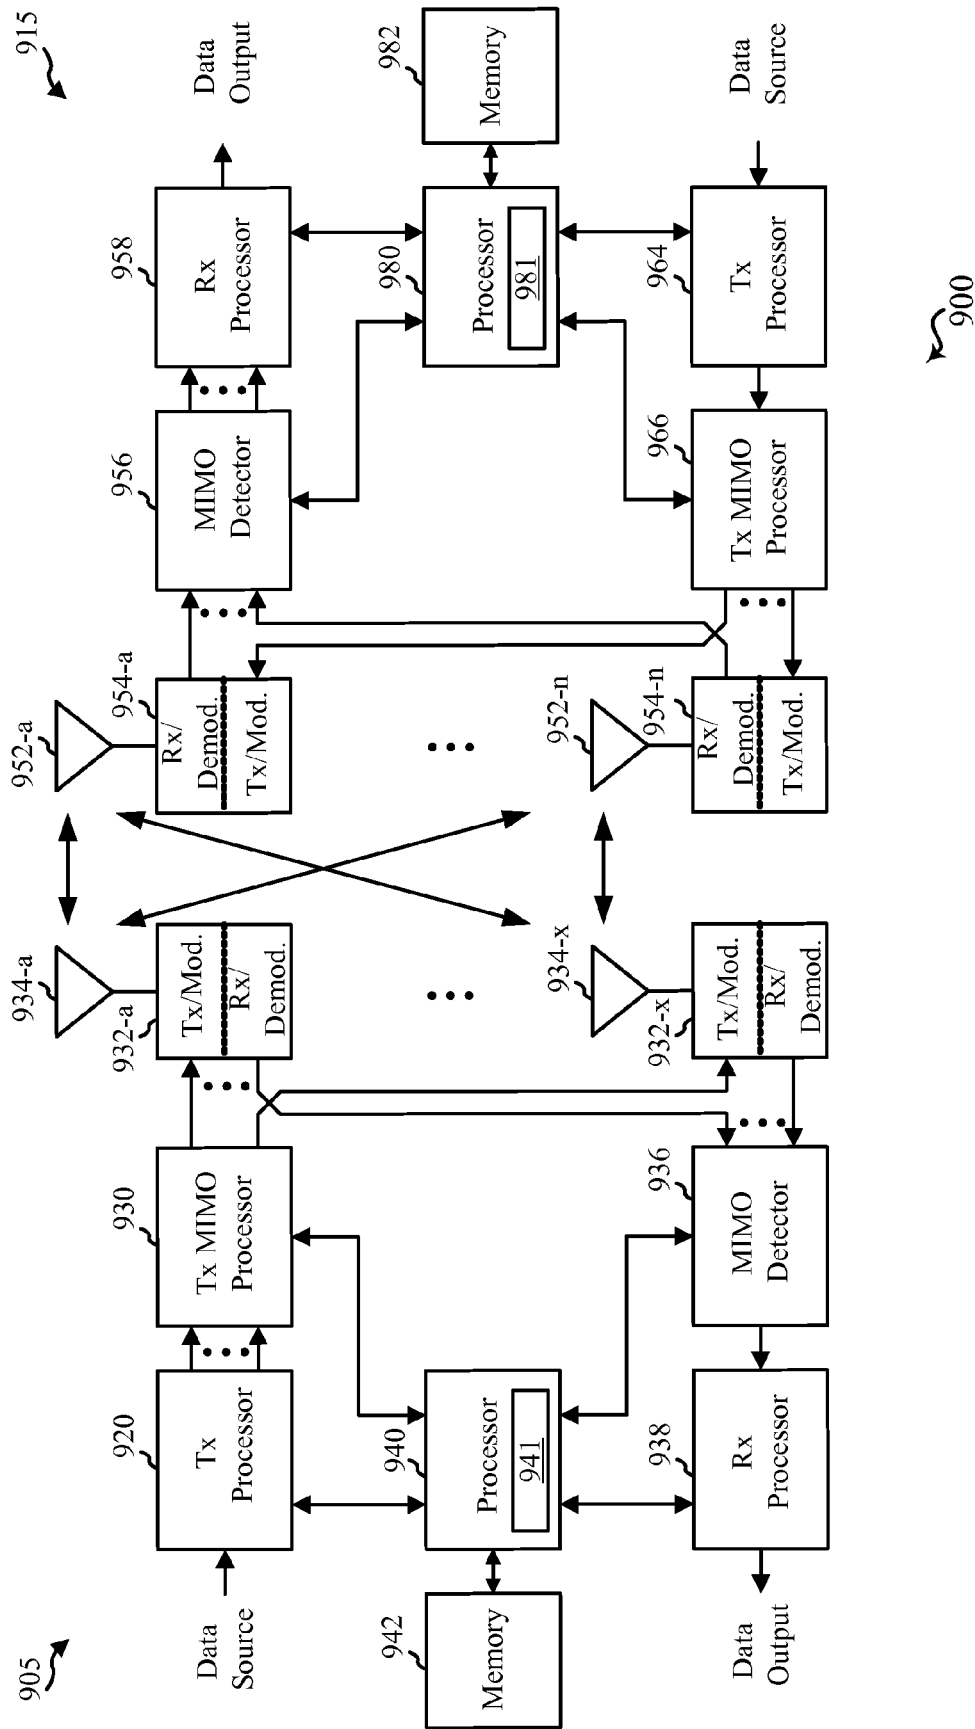 905
934-a
952-a
915
920
930
932-a
954-a
956
958
Data
Source
Tx
Processor
Tx MIMO
Processor
Tx/Mod.
Rx/
Demod.
Rx/
Demod.
Tx/Mod.
MIMO
Detector
Rx
Processor
Data
Output
942
940
980
982
Memory
Processor
941
Processor
981
Memory
934-x
952-n
938
936
932-x
954-n
966
964
Data
Output
Rx
Processor
MIMO
Detector
Tx/Mod.
Rx/
Demod.
Rx/
Demod.
Tx/Mod.
Tx MIMO
Processor
Tx
Processor
Data
Source
900